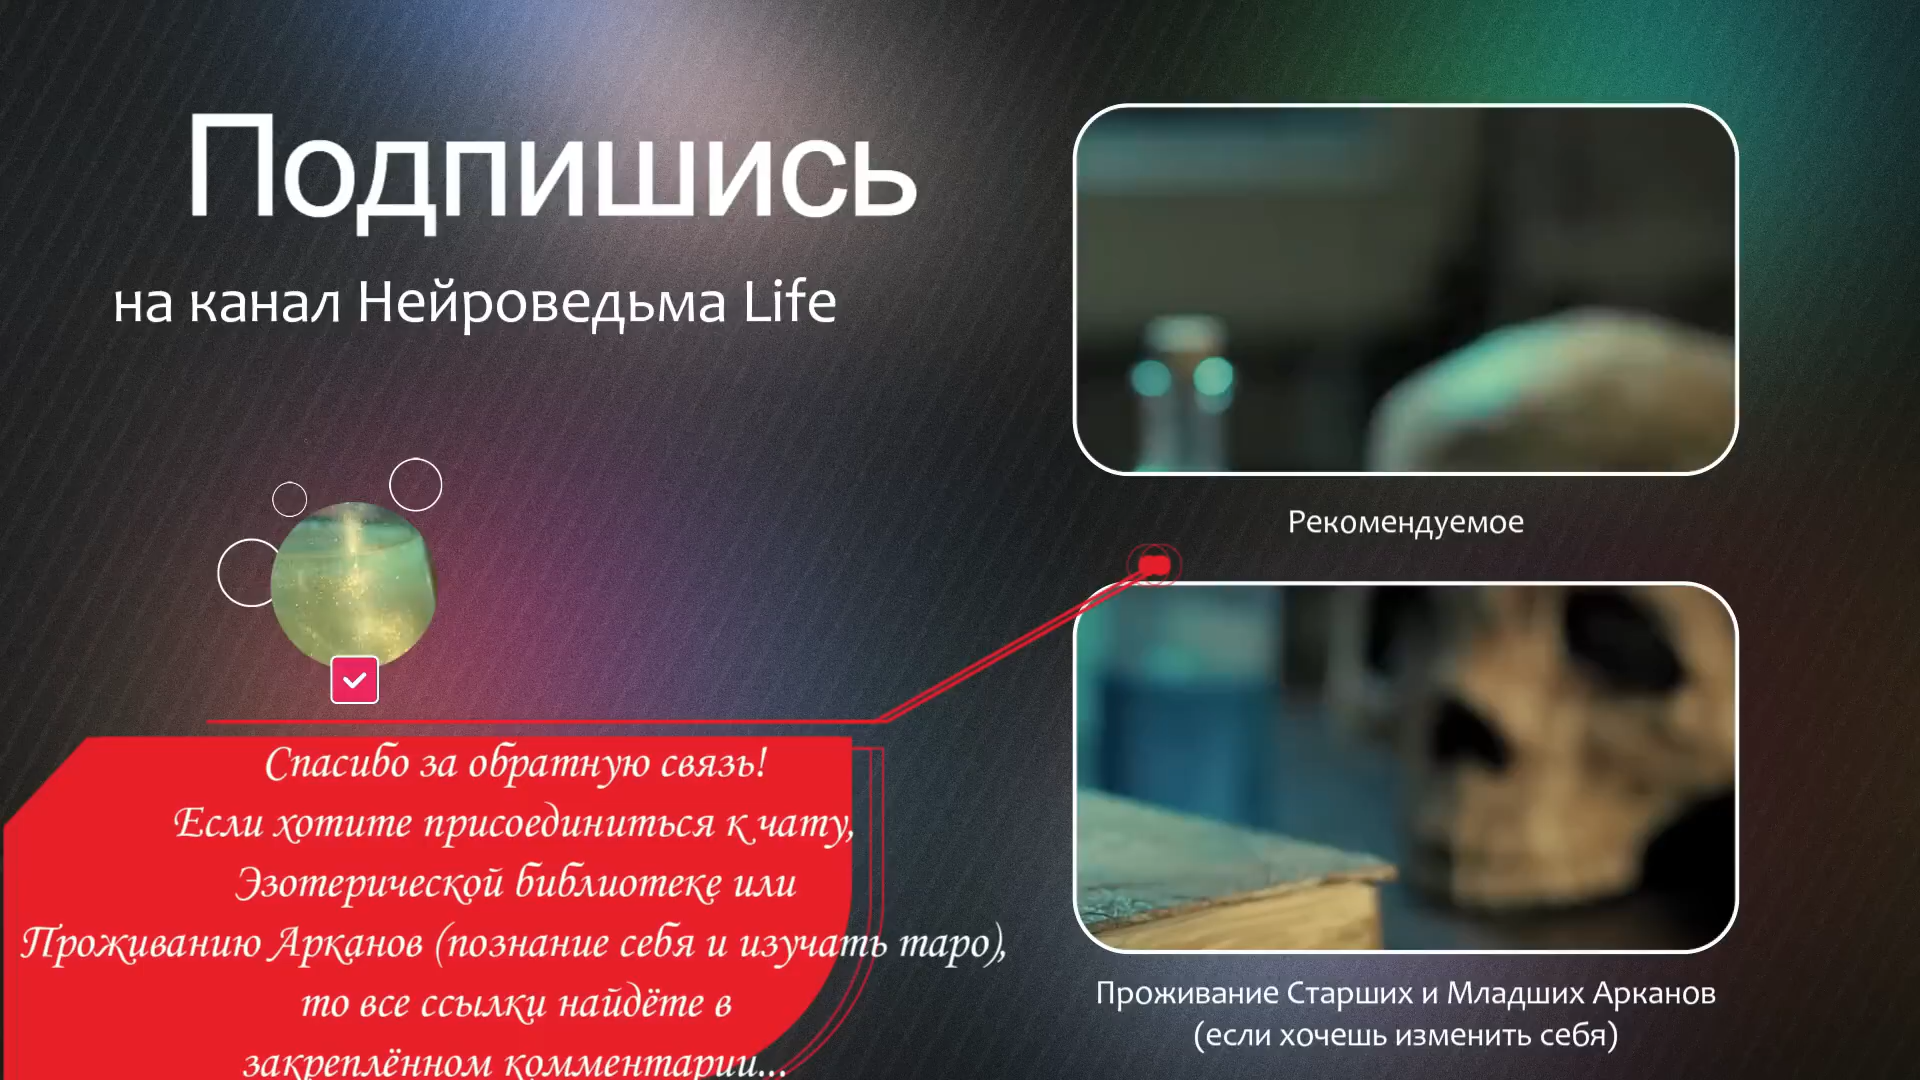 Подпишись
на канал Нейроведьма Life
Рекомендуемое
Спасибо за обратную связь!
Если хотите присоединиться к чату,
Эзотерической библиотеке или
Проживанию Арканов (познание себя и изучать таро),
то все ссылки найдёте в
закреплённом комментарии...
Проживание Старших и Младших Арканов
(если хочешь изменить себя)